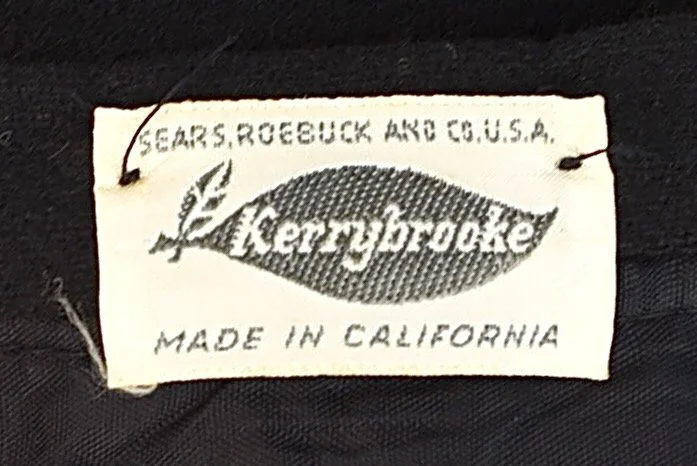 SEARS, ROEBUCK AND CO. U.S.A.
Kerrybrooke
MADE IN CALIFORNIA